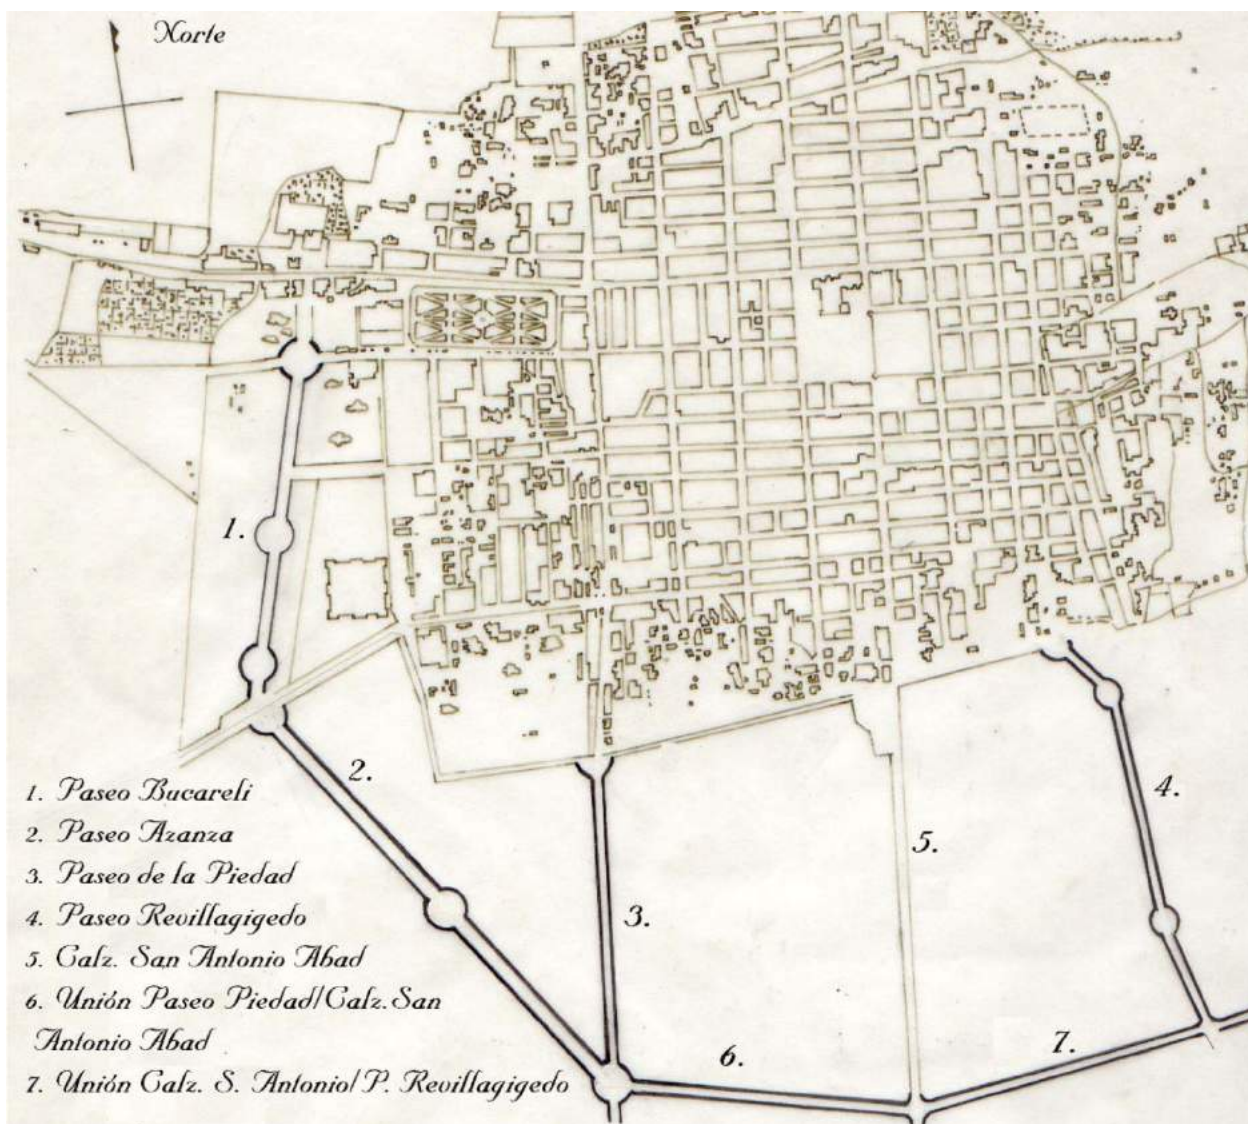 Norte
1.
2.
3.
4.
5.
6.
7.
1. Paseo Bucareli
2. Paseo Azanza
3. Paseo de la Piedad
4. Paseo Revillagigedo
5. Calz. San Antonio Abad
6. Unión Paseo Piedad/Calz. San
Antonio Abad
7. Unión Calz. S. Antonio/ P. Revillagigedo